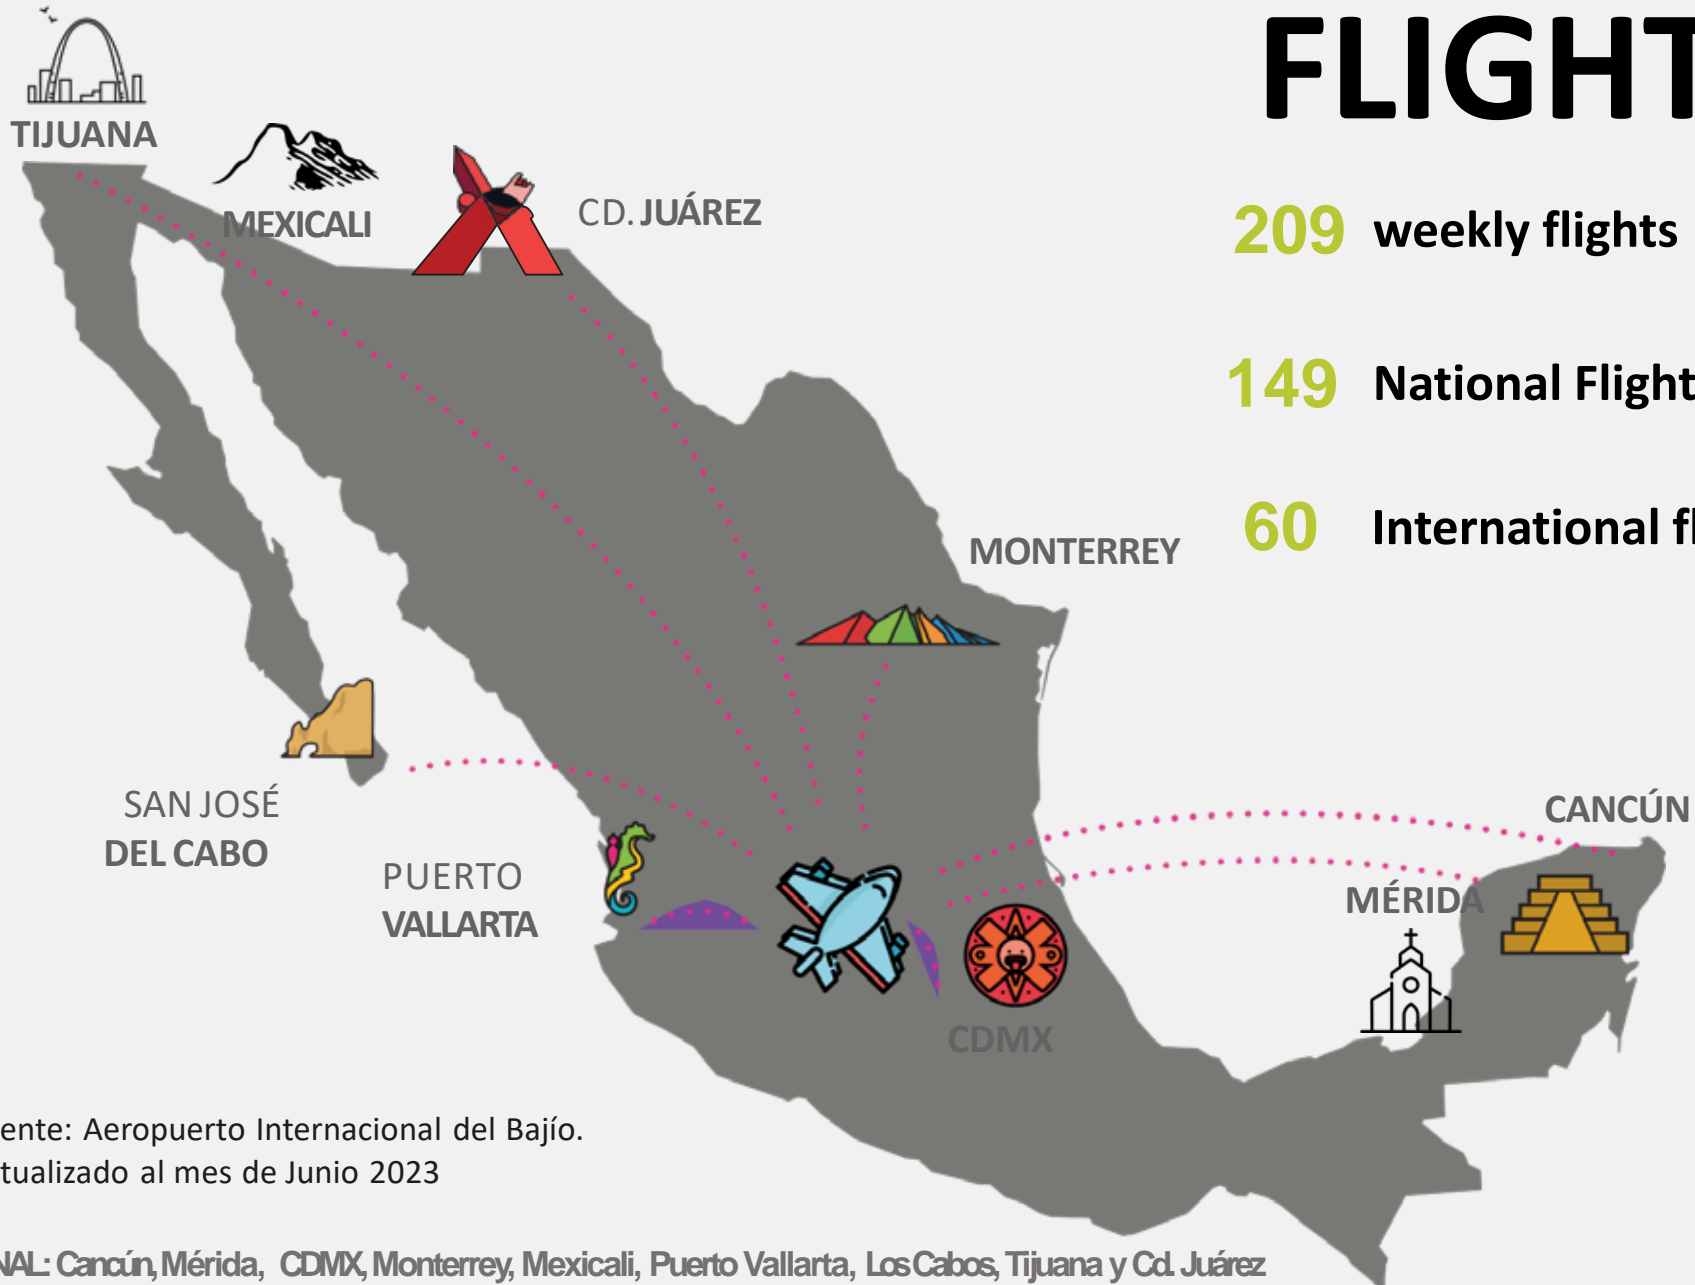 FLIGHT
TIJUANA
MEXICALI
CD. JUÁREZ
209 weekly flights
149 National Flight
60 International fl
MONTERREY
SAN JOSÉ
DEL CABO
PUERTO
VALLARTA
CANCÚN
MÉRIDA
CDMX
ente: Aeropuerto Internacional del Bajío.
tualizado al mes de Junio 2023
NAL: Cancún, Mérida, CDMX, Monterrey, Mexicali, Puerto Vallarta, Los Cabos, Tijuana y Cd. Juárez